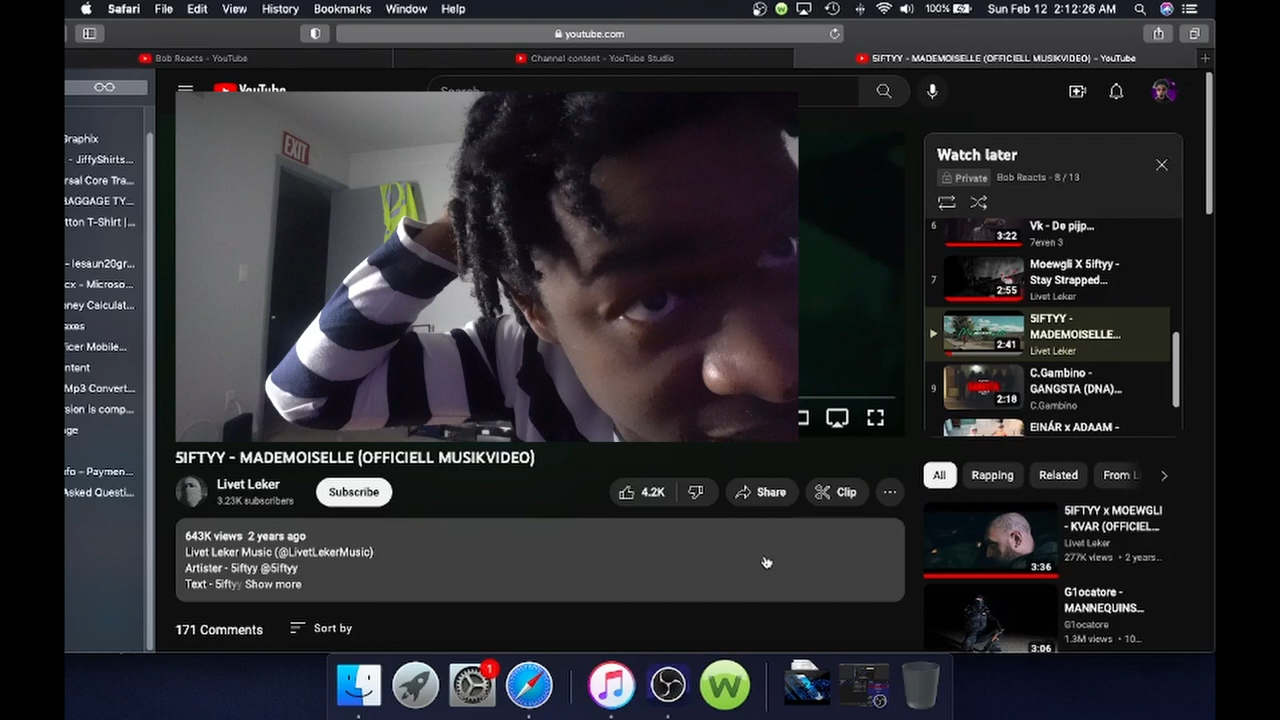 Safari File Edit View History Bookmarks Window Help
100% Sun Feb 12 2:12:26 AM
youtube.com
Bob Reacts - YouTube
Channel content - YouTube Studio
5IFTYY - MADEMOISELLE (OFFICIELL MUSIKVIDEO) - YouTube
YouTube
Search
EXIT
Graphix
- JiffyShirts...
rsal Core Tra...
BAGGAGE TY...
tton T-Shirt |...
- lesaun20gr...
cx - Microso...
ney Calculat...
axes
ficer Mobile...
ntent
Mp3 Convert...
rsion is comp...
ge
nfo - Paymen...
Asked Questi...
Watch later
Private
Bob Reacts - 8 / 13
6
3:22
Vk - De pijp...
7even 3
7
2:55
Moewgli X 5iftyy -
Stay Strapped...
Livet Leker
2:41
5IFTYY -
MADEMOISELLE...
Livet Leker
9
2:18
C.Gambino -
GANGSTA (DNA)...
C.Gambino
EINÁR x ADAAM -
5IFTYY - MADEMOISELLE (OFFICIELL MUSIKVIDEO)
Livet Leker
3.23K subscribers
Subscribe
4.2K
Share
Clip
643K views 2 years ago
Livet Leker Music (@LivetLekerMusic)
Artister - 5iftyy @5iftyy
Text - 5iftyy Show more
171 Comments
Sort by
All
Rapping
Related
From L
3:36
5IFTYY x MOEWGLI
- KVAR (OFFICIEL...
Livet Leker
277K views • 2 years...
3:06
G1ocatore -
MANNEQUINS...
G1ocatore
1.3M views • 10...
1
W